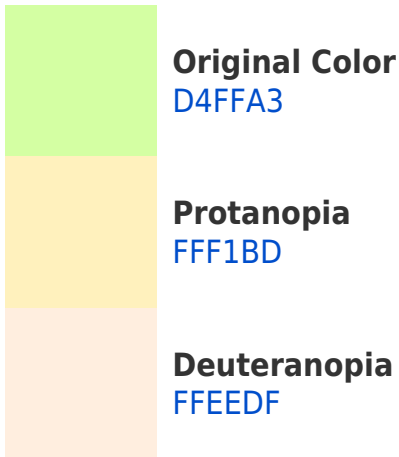 Original Color
D4FFA3
Protanopia
FFF1BD
Deuteranopia
FFEEDF